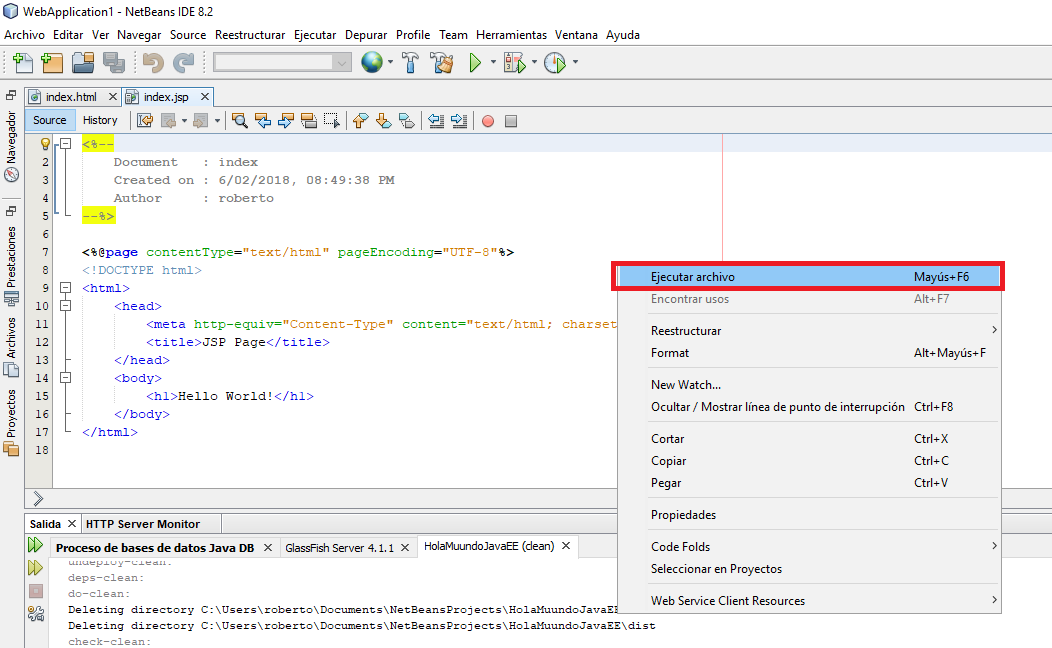 WebApplication1 - NetBeans IDE 8.2
Archivo Editar Ver Navegar Source Reestructurar Ejecutar Depurar Profile Team Herramientas Ventana Ayuda
index.html
index.jsp
Source History
Navegador
Prestaciones
Archivos
Proyectos
1 <%--
2 Document : index
3 Created on : 6/02/2018, 08:49:38 PM
4 Author : roberto
5 --%>
6
7 <%@page contentType="text/html" pageEncoding="UTF-8"%>
8 <!DOCTYPE html>
9 <html>
10 <head>
11 <meta http-equiv="Content-Type" content="text/html; charset
12 <title>JSP Page</title>
13 </head>
14 <body>
15 <h1>Hello World!</h1>
16 </body>
17 </html>
18
Ejecutar archivo Mayús+F6
Encontrar usos Alt+F7
Reestructurar
Format Alt+Mayús+F
New Watch...
Ocultar / Mostrar línea de punto de interrupción Ctrl+F8
Cortar Ctrl+X
Copiar Ctrl+C
Pegar Ctrl+V
Propiedades
Code Folds
Seleccionar en Proyectos
Web Service Client Resources
Salida HTTP Server Monitor
Proceso de bases de datos Java DB GlassFish Server 4.1.1 HolaMuundoJavaEE (clean)
undeploy-clean:
deps-clean:
do-clean:
Deleting directory C:\Users\roberto\Documents\NetBeansProjects\HolaMuundoJavaEE
Deleting directory C:\Users\roberto\Documents\NetBeansProjects\HolaMuundoJavaEE\dist
check-clean: